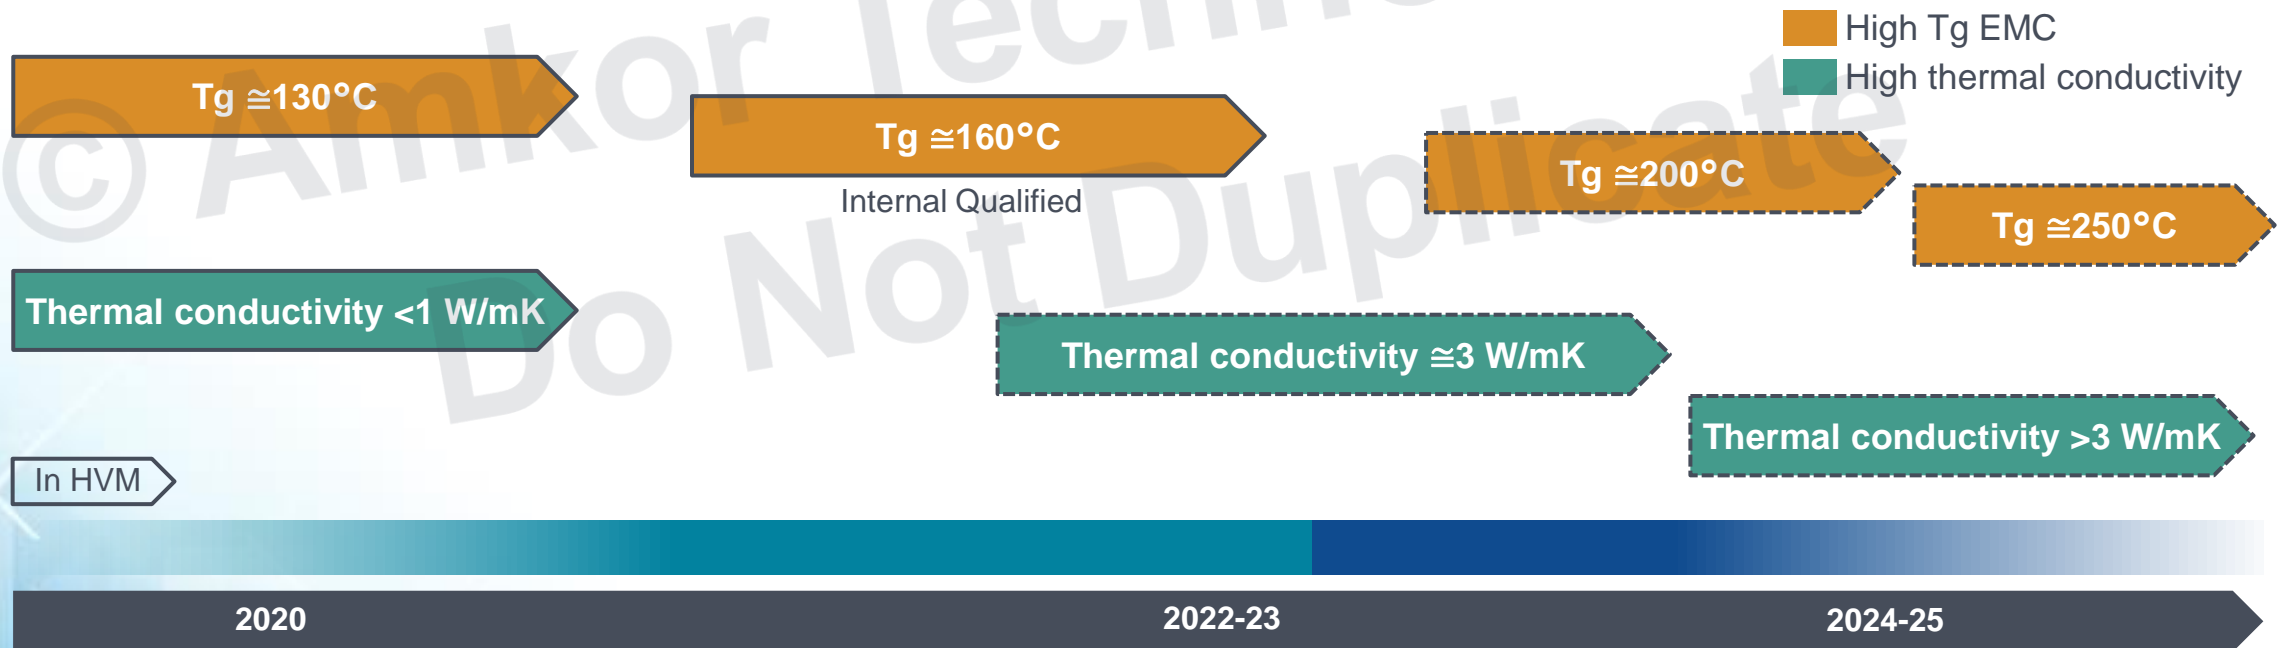 High Tg EMC
High thermal conductivity
Tg ≅130°C
Tg ≅160°C
Internal Qualified
Tg ≅200°C
Tg ≅250°C
Thermal conductivity <1 W/mK
Thermal conductivity ≅3 W/mK
Thermal conductivity >3 W/mK
In HVM
2020
2022-23
2024-25
© Amkor Techno
Do Not Duplicate